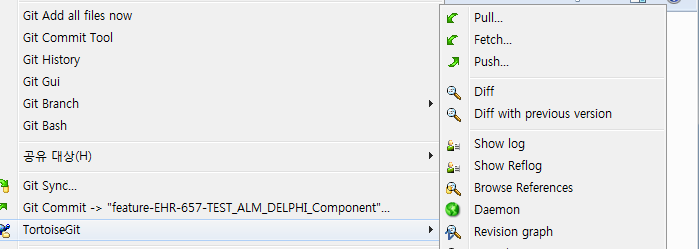 Git Add all files now
Git Commit Tool
Git History
Git Gui
Git Branch
Git Bash
공유 대상(H)
Git Sync...
Git Commit -> "feature-EHR-657-TEST_ALM_DELPHI_Component"...
TortoiseGit
Pull...
Fetch...
Push...
Diff
Diff with previous version
Show log
Show Reflog
Browse References
Daemon
Revision graph